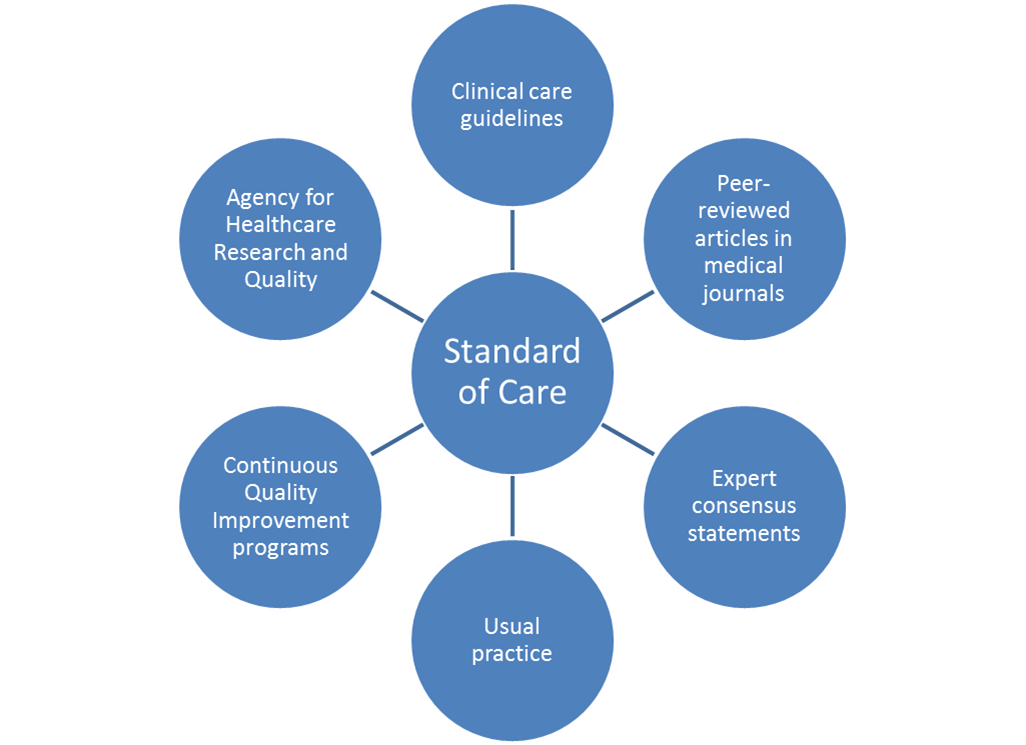 Clinical care
guidelines
Peer-
reviewed
articles in
medical
journals
Expert
consensus
statements
Usual
practice
Continuous
Quality
Improvement
programs
Agency for
Healthcare
Research and
Quality
Standard
of Care